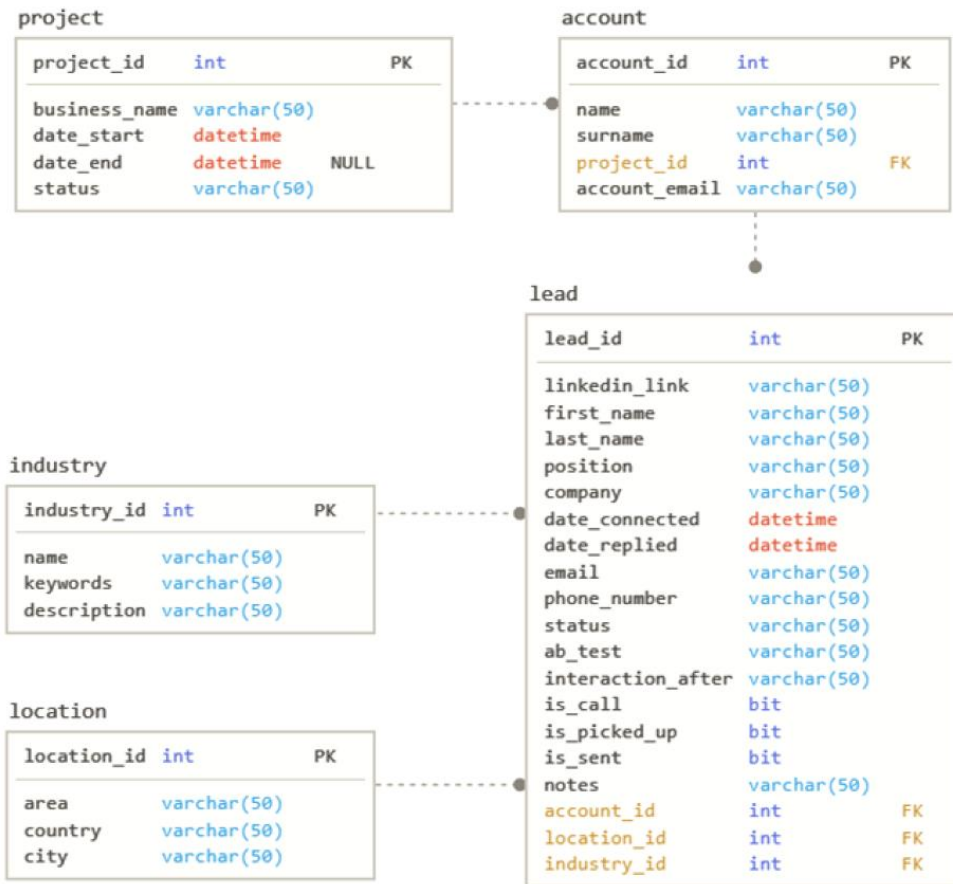 project
project_id int PK
business_name varchar(50)
date_start datetime
date_end datetime NULL
status varchar(50)
account
account_id int PK
name varchar(50)
surname varchar(50)
project_id int FK
account_email varchar(50)
lead
lead_id int PK
linkedin_link varchar(50)
first_name varchar(50)
last_name varchar(50)
position varchar(50)
company varchar(50)
date_connected datetime
date_replied datetime
email varchar(50)
phone_number varchar(50)
status varchar(50)
ab_test varchar(50)
interaction_after varchar(50)
is_call bit
is_picked_up bit
is_sent bit
notes varchar(50)
account_id int FK
location_id int FK
industry_id int FK
industry
industry_id int PK
name varchar(50)
keywords varchar(50)
description varchar(50)
location
location_id int PK
area varchar(50)
country varchar(50)
city varchar(50)